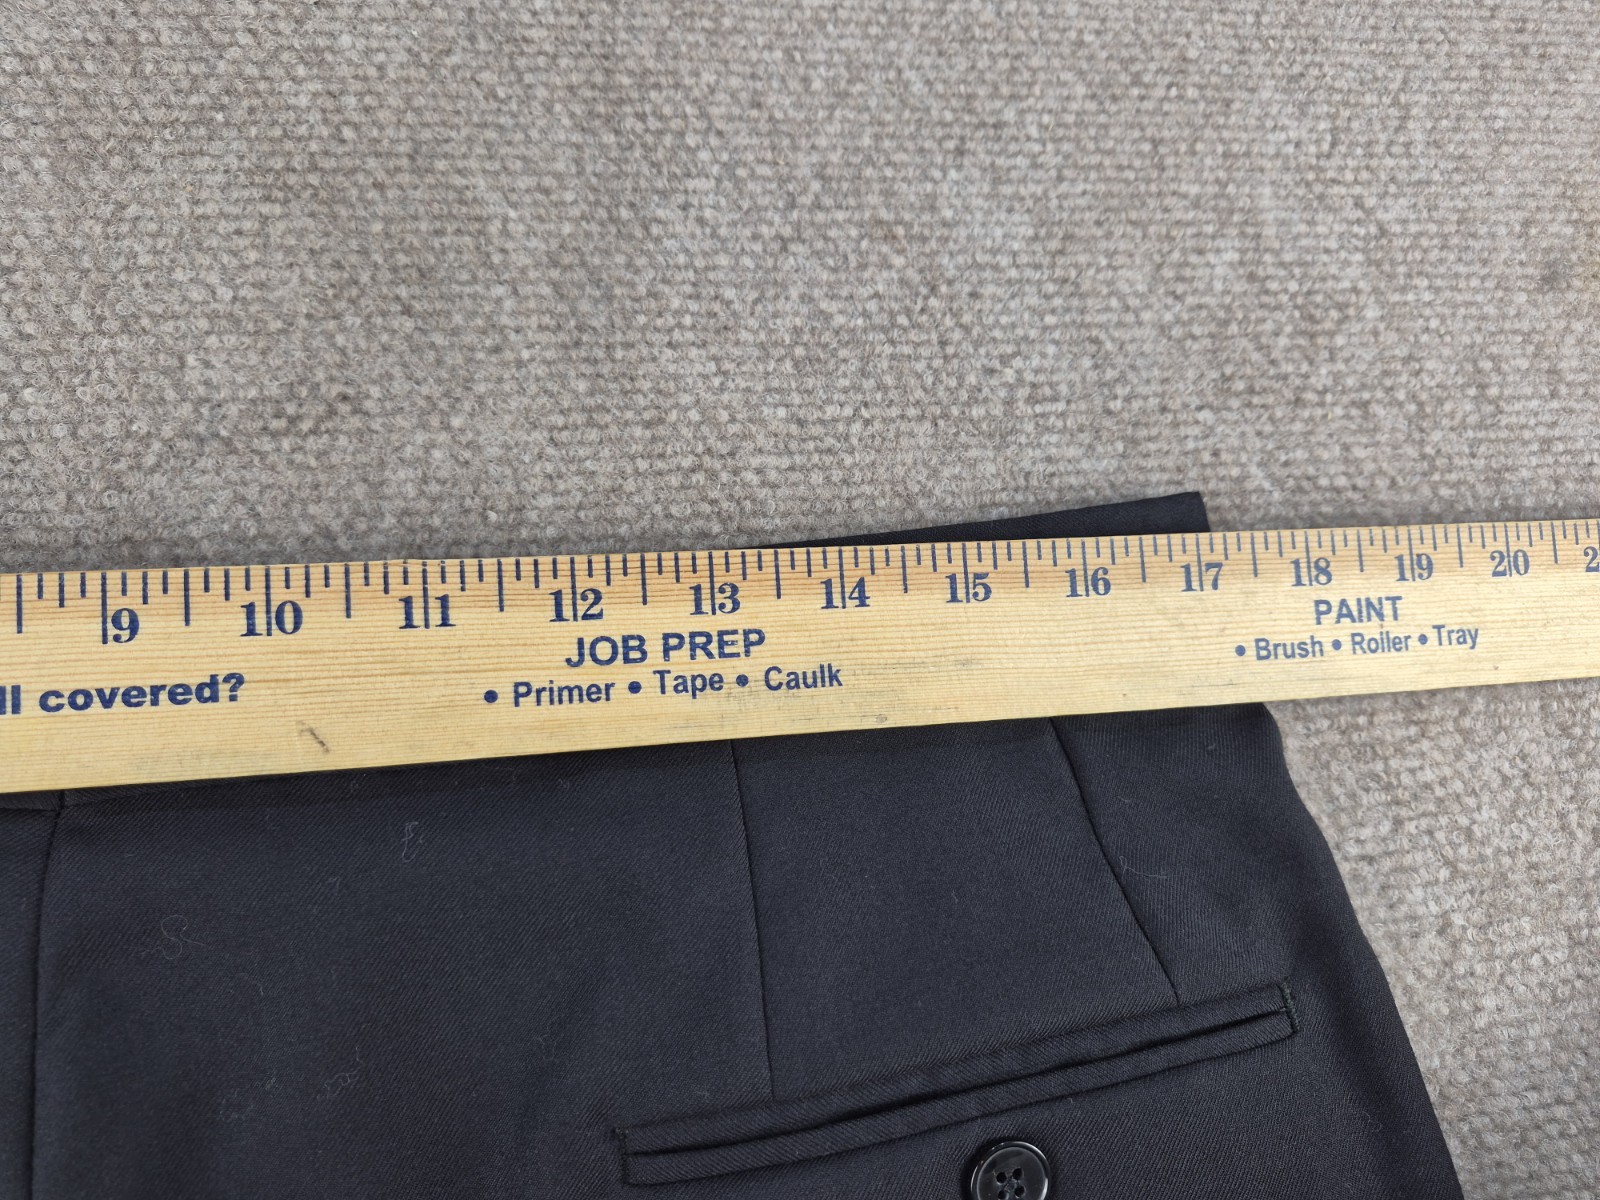 9 10 11 12 13 14 15 16 17 18 19 20
JOB PREP
• Primer • Tape • Caulk
PAINT
• Brush • Roller • Tray
covered?